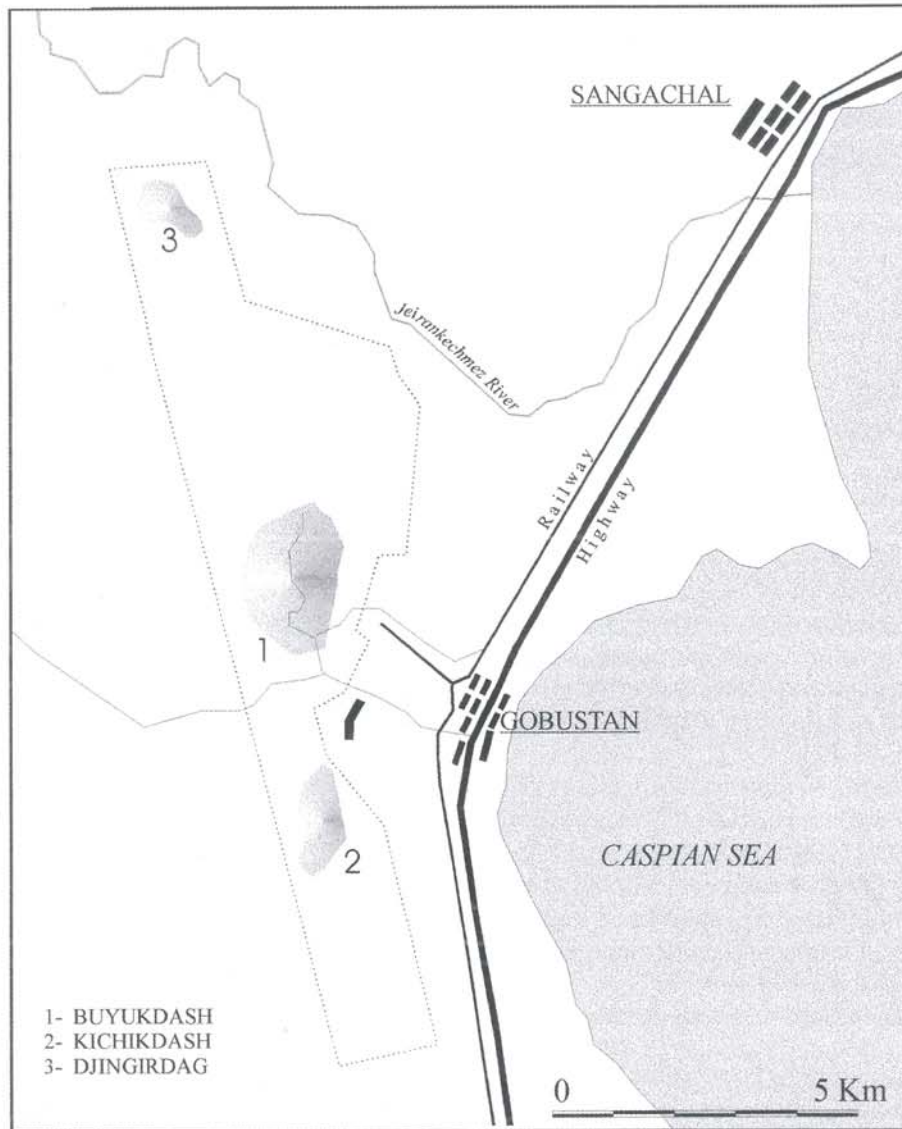 SANGACHAL
3
Jeirankechmez River
Railway
Highway
1
GOBUSTAN
2
CASPIAN SEA
1- BUYUKDASH
2- KICHIKDASH
3- DJINGIRDAG
0 5 Km